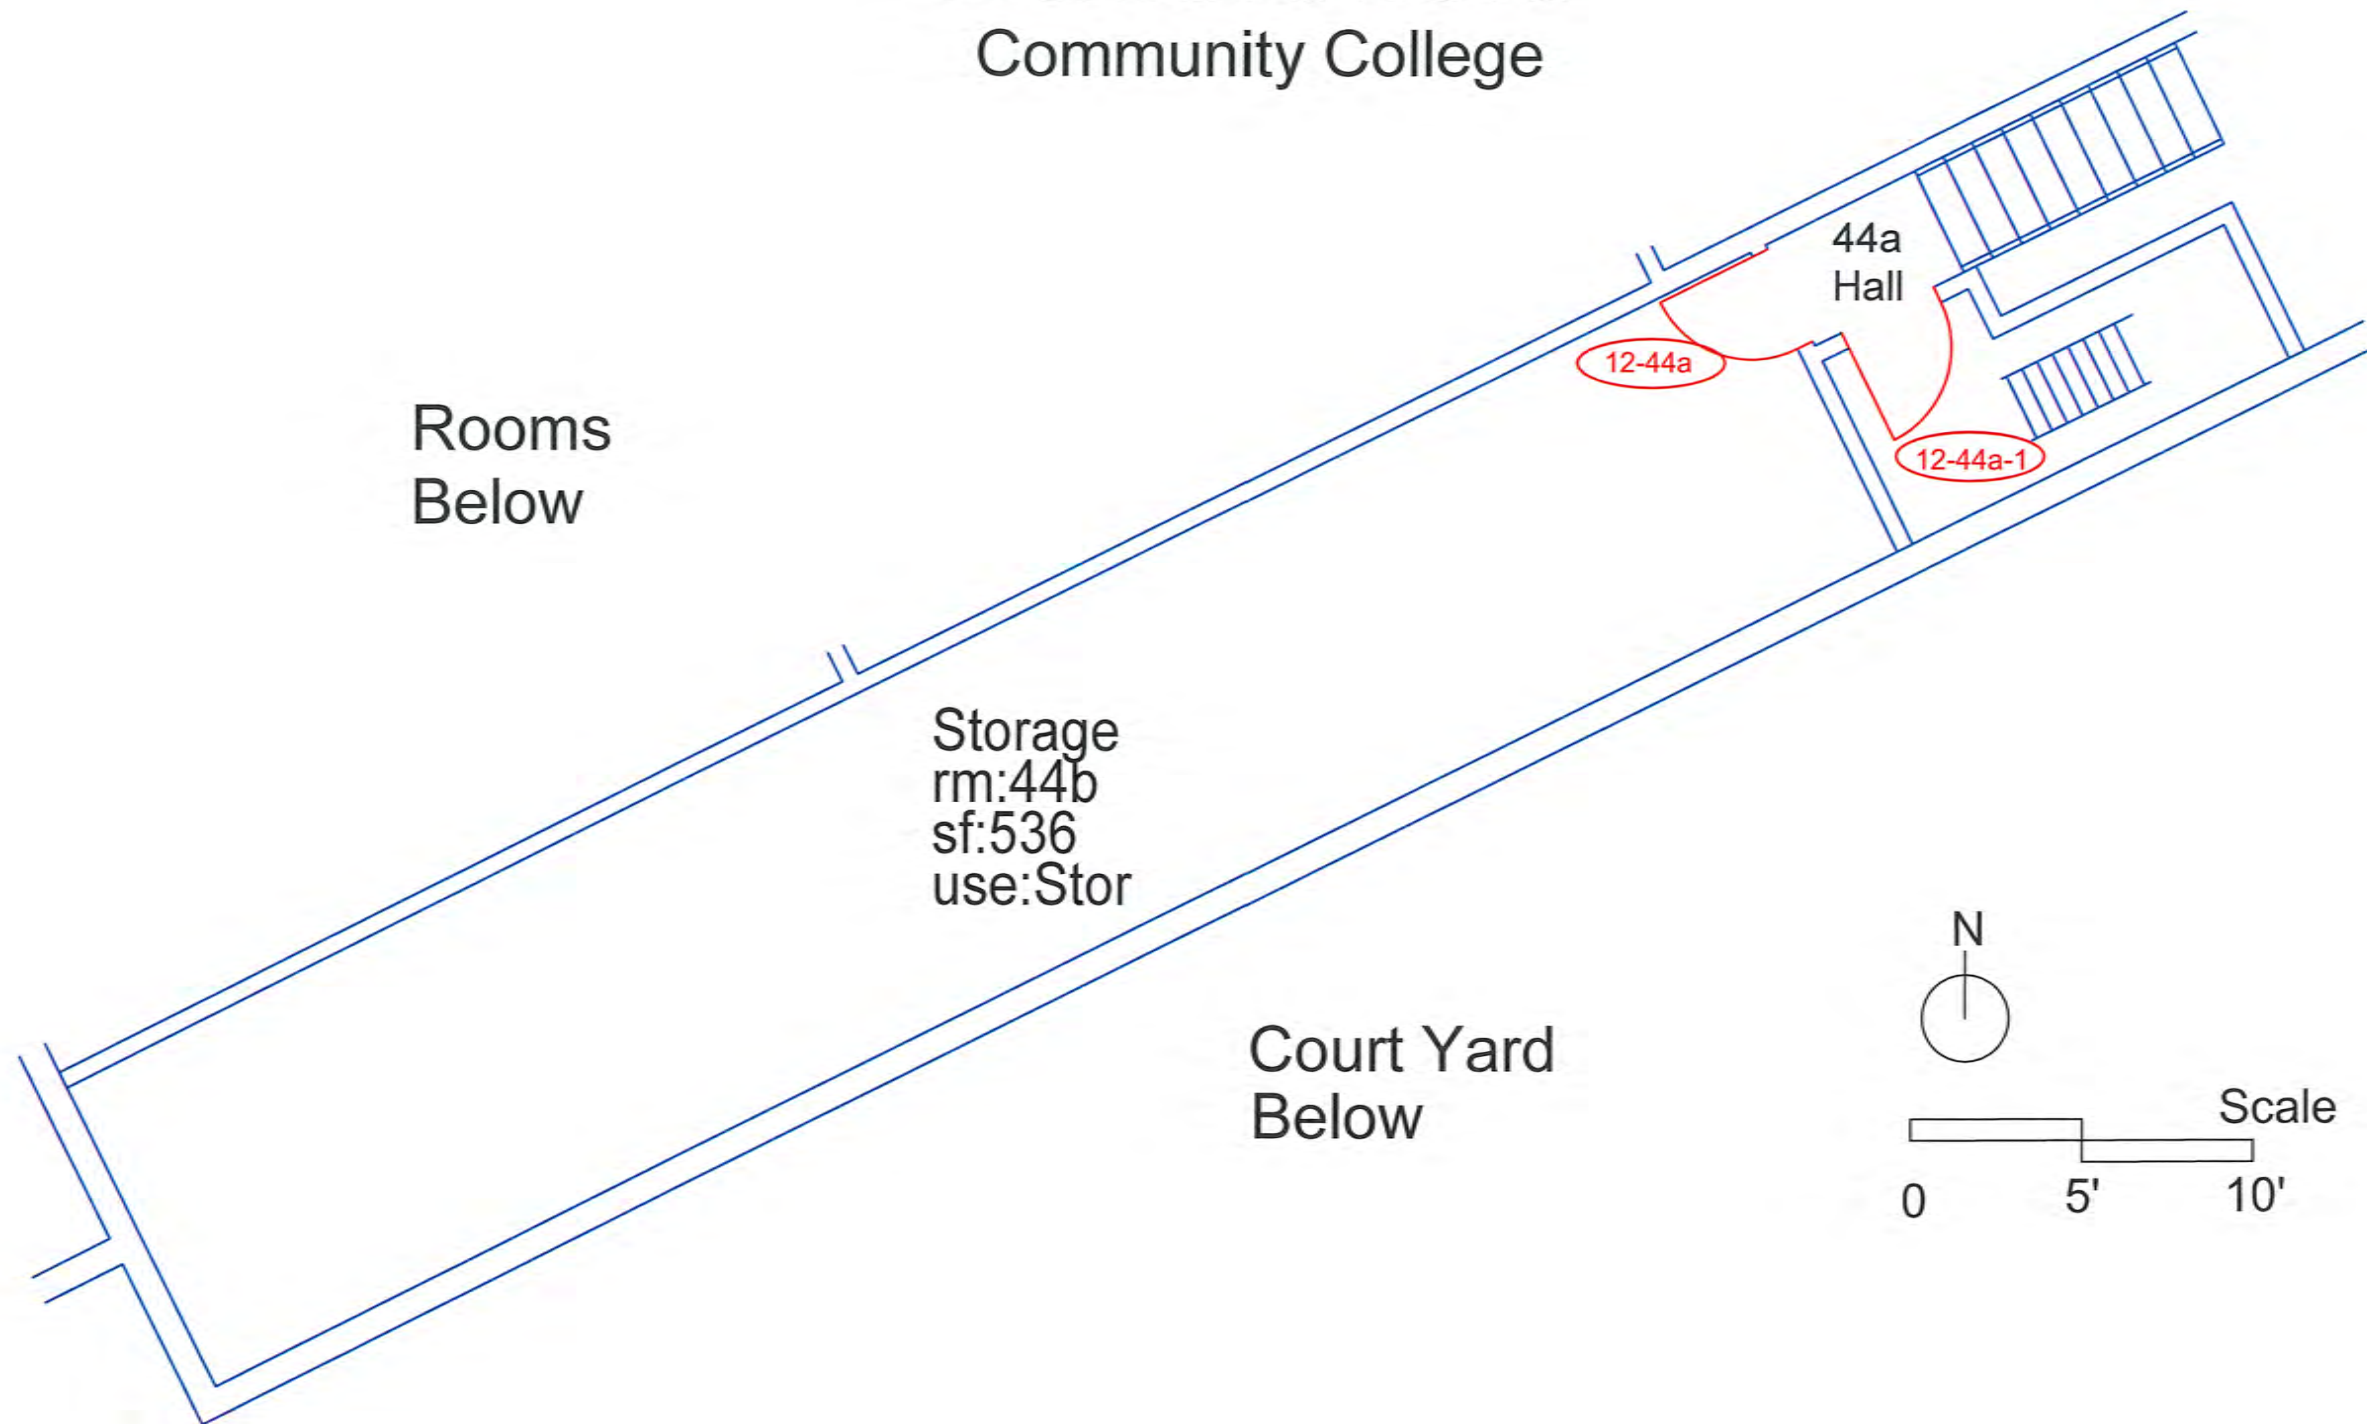 Community College
44a
Hall
12-44a
12-44a-1
Rooms
Below
Storage
rm:44b
sf:536
use:Stor
N
Court Yard
Below
Scale
0 5' 10'